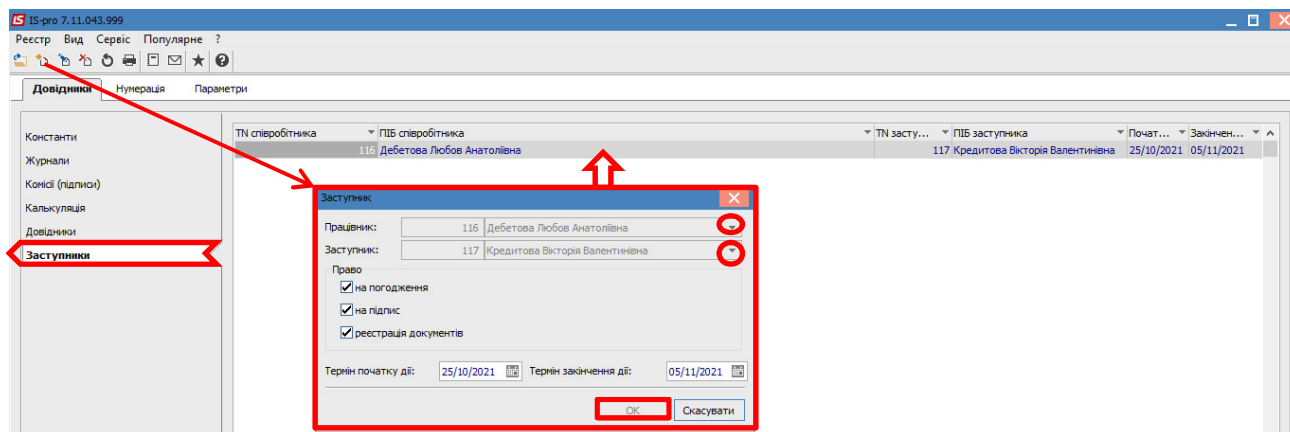 IS IS-pro 7.11.043.999
Реєстр Вид Сервіс Популярне ?
Довідники Нумерація Параметри
Константи
Журнали
Комісії (підписи)
Калькуляція
Довідники
Заступники
TN співробітника ПІБ співробітника TN засту... ПІБ заступника Почат... Закінчен...
116 Дебетова Любов Анатоліївна 117 Кредитова Вікторія Валентинівна 25/10/2021 05/11/2021
Заступник
Працівник: 116 Дебетова Любов Анатоліївна
Заступник: 117 Кредитова Вікторія Валентинівна
Право
на погодження
на підпис
реєстрація документів
Термін початку дії: 25/10/2021 Термін закінчення дії: 05/11/2021
OK Скасувати